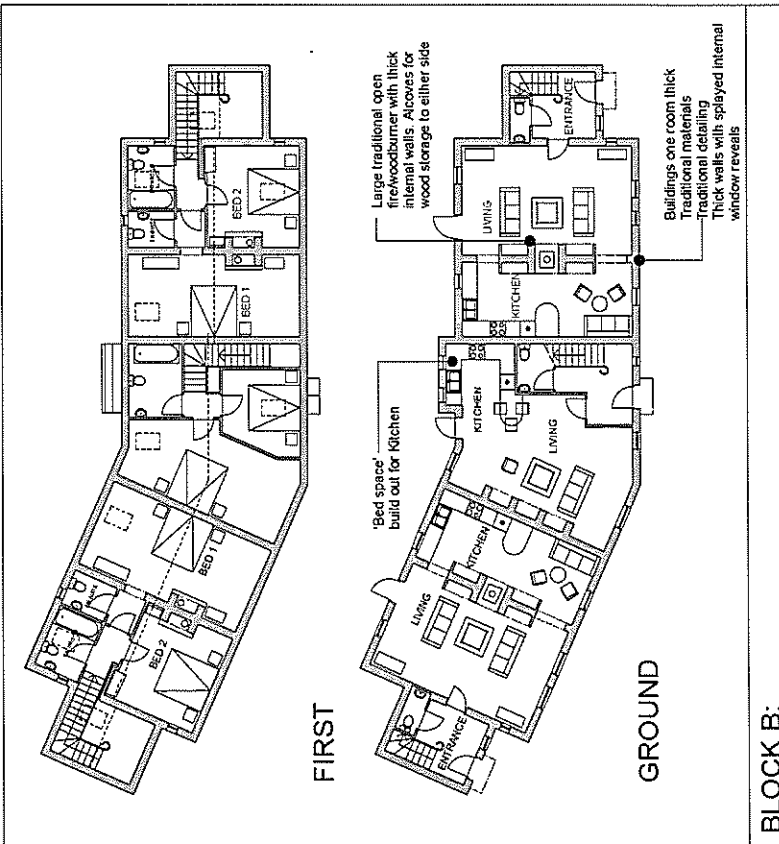 BED 2
BED 1
BED 1
BED 2
FIRST
Large traditional open
fire/woodburner with thick
internal walls. Alcoves for
wood storage to either side
ENTRANCE
LIVING
KITCHEN
'Bed space'
build out for Kitchen
KITCHEN
LIVING
KITCHEN
LIVING
ENTRANCE
Buildings one room thick
Traditional materials
Traditional detailing
Thick walls with splayed internal
window reveals
GROUND
BLOCK B: